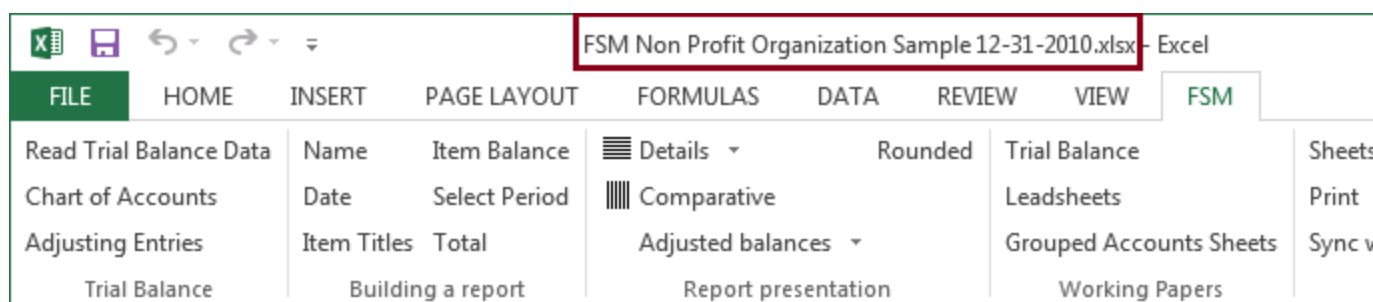 FSM Non Profit Organization Sample 12-31-2010.xlsx - Excel
FILE HOME INSERT PAGE LAYOUT FORMULAS DATA REVIEW VIEW FSM
Read Trial Balance Data Name Item Balance Details Rounded Trial Balance Sheets
Chart of Accounts Date Select Period Comparative Leadsheets Print
Adjusting Entries Item Titles Total Adjusted balances Grouped Accounts Sheets Sync
Trial Balance Building a report Report presentation Working Papers